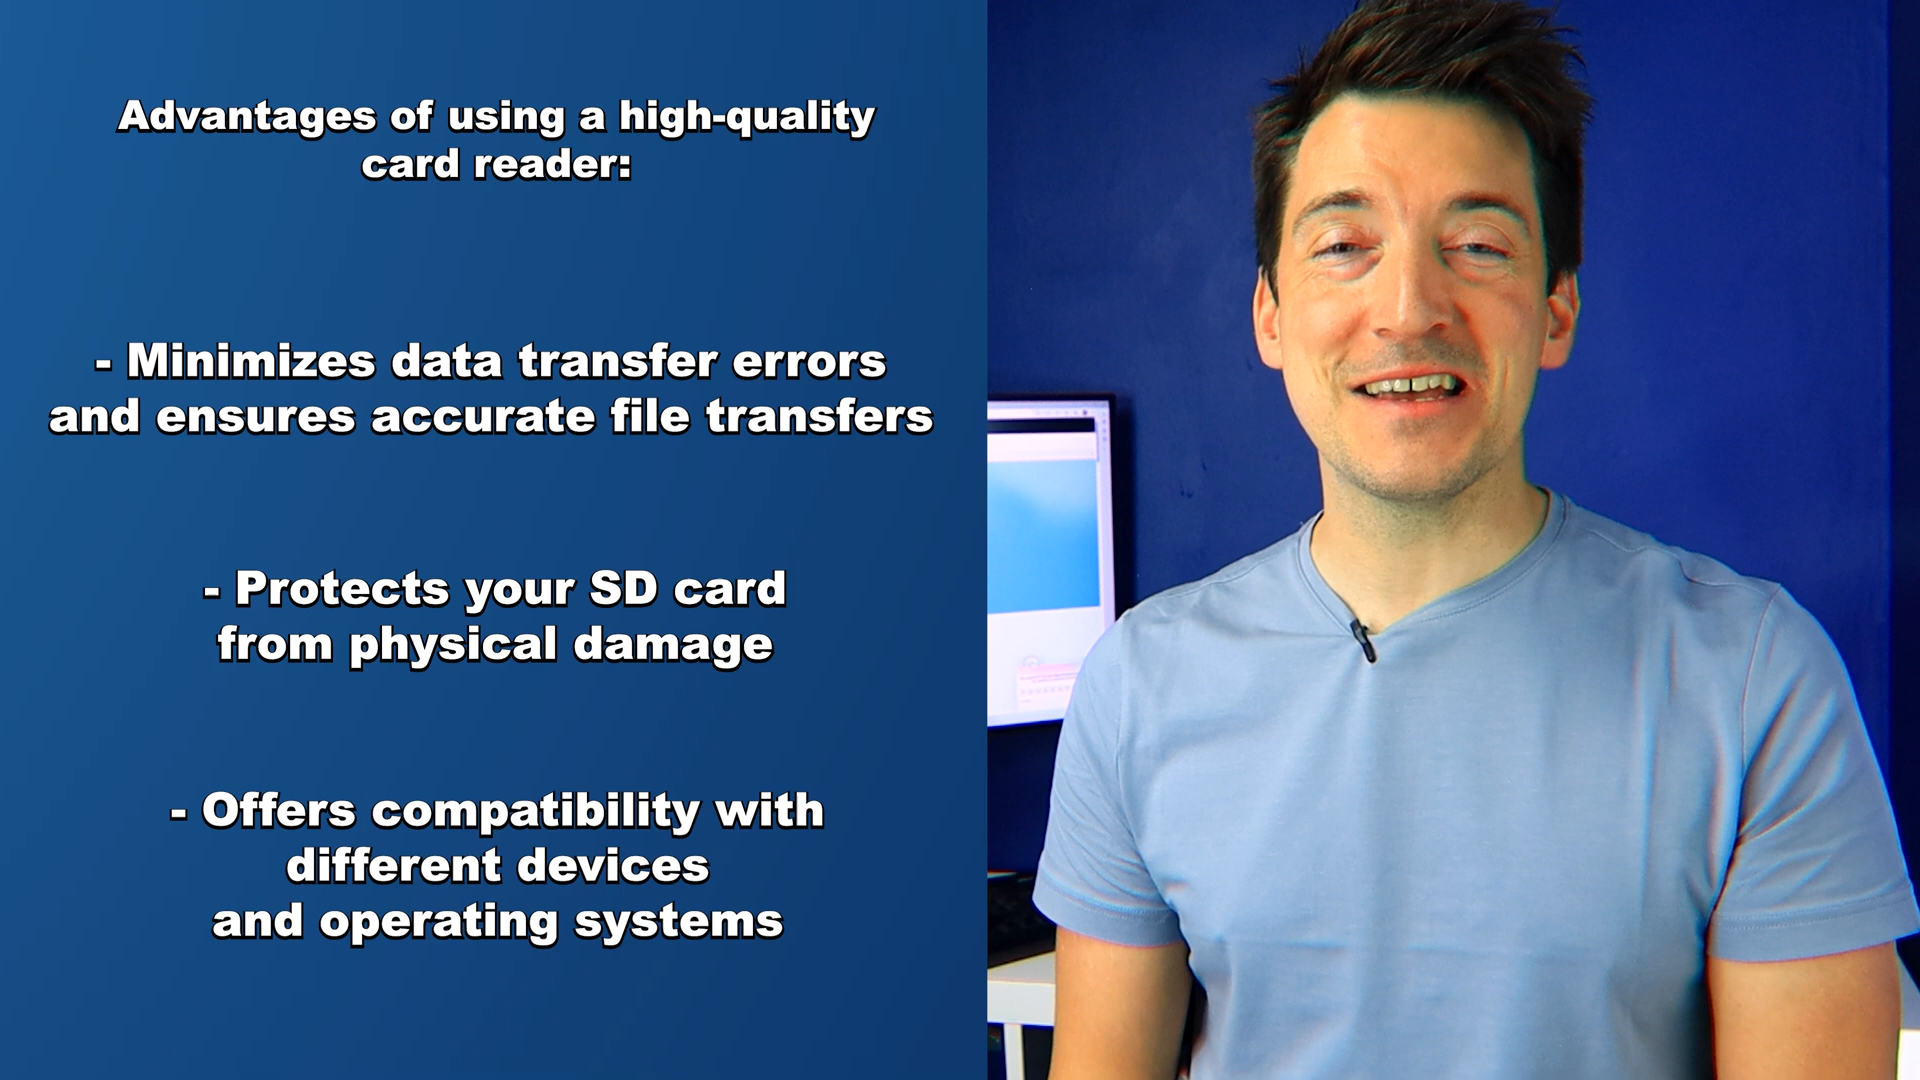 Advantages of using a high-quality
card reader:
- Minimizes data transfer errors
and ensures accurate file transfers
- Protects your SD card
from physical damage
- Offers compatibility with
different devices
and operating systems